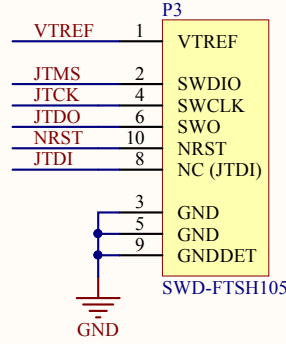 P3
VTREF 1 VTREF
JTMS 2 SWDIO
JTCK 4 SWCLK
JTDO 6 SWO
NRST 10 NRST
JTDI 8 NC (JTDI)
3 GND
5 GND
9 GNDDET
SWD-FTSH105
GND